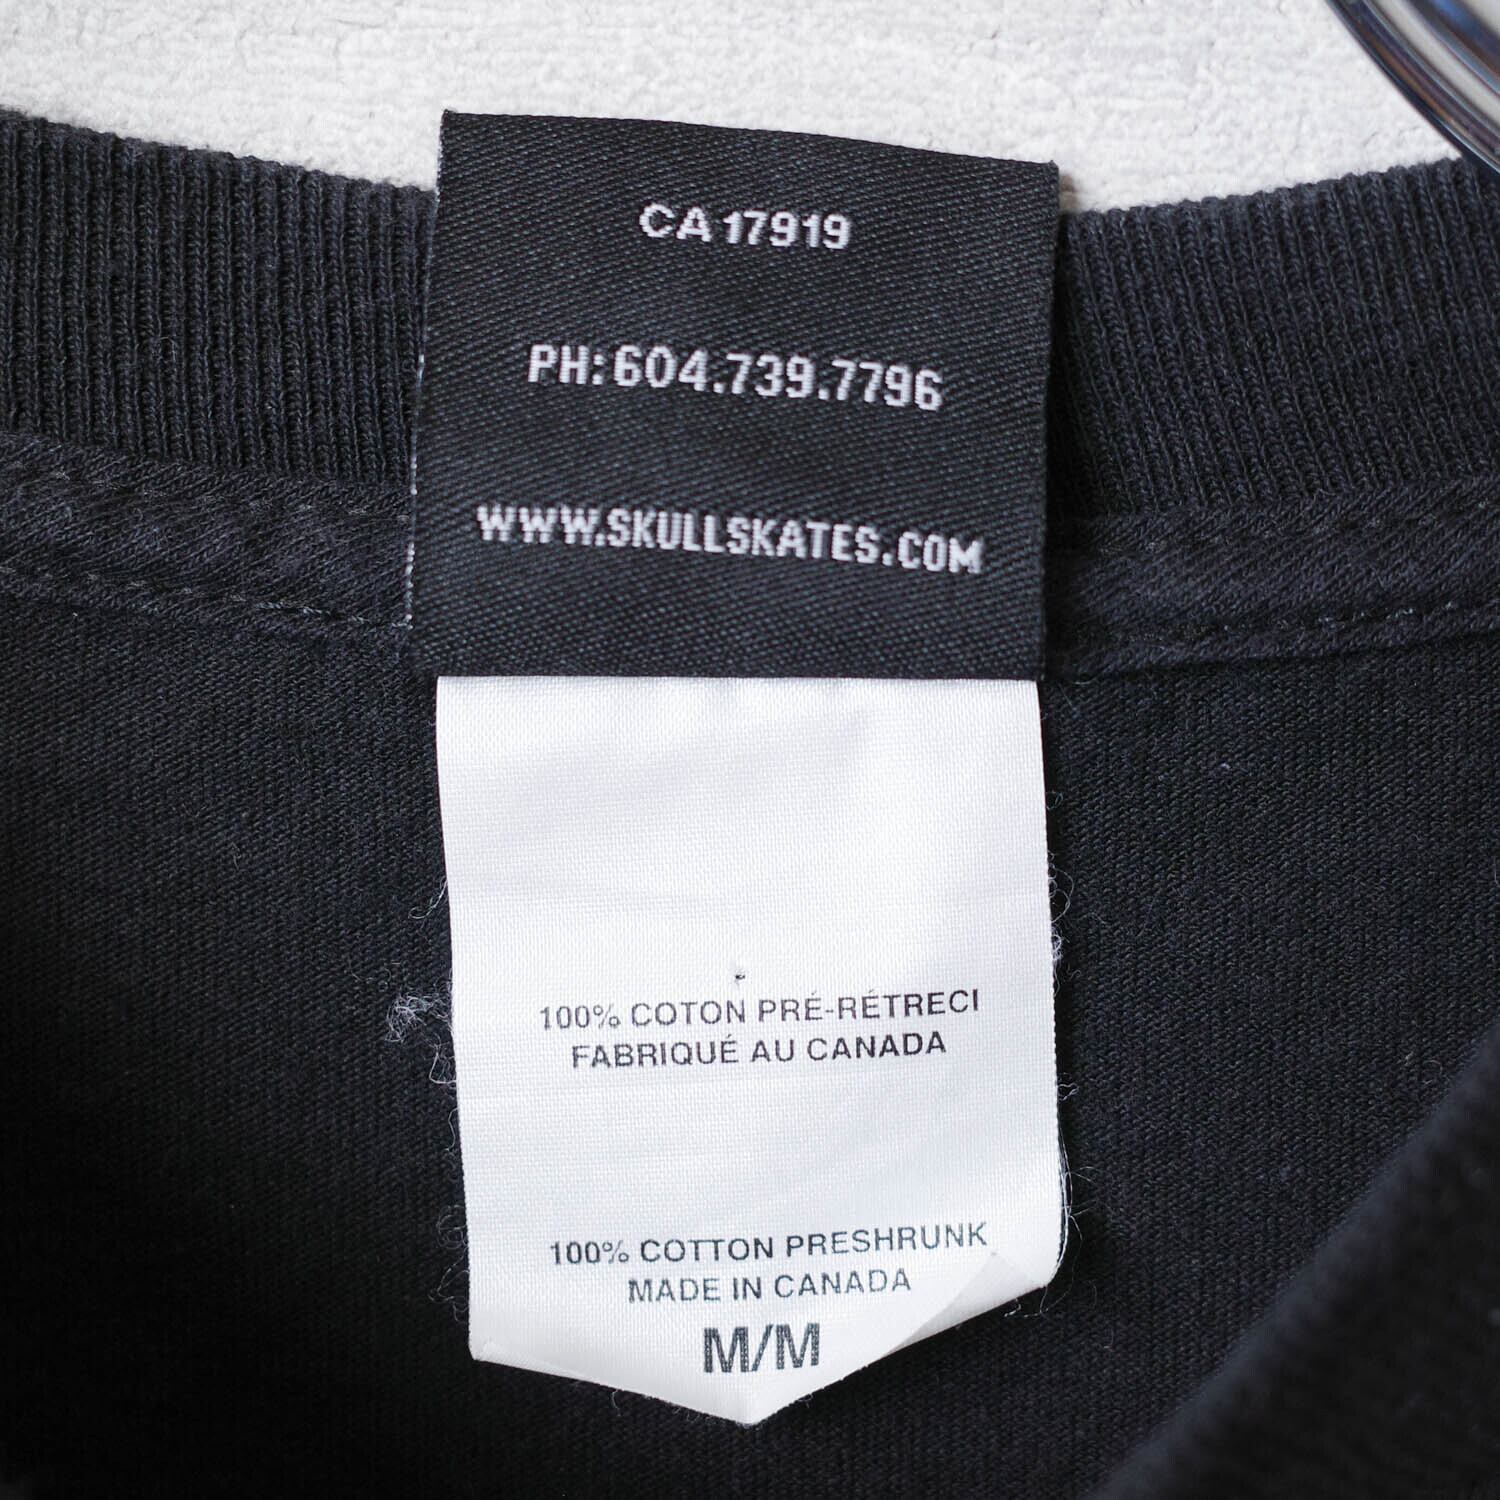 CA 17919
PH:604.739.7796
WWW.SKULLSKATES.COM
100% COTON PRÉ-RÉTRECI
FABRIQUÉ AU CANADA
100% COTTON PRESHRUNK
MADE IN CANADA
M/M